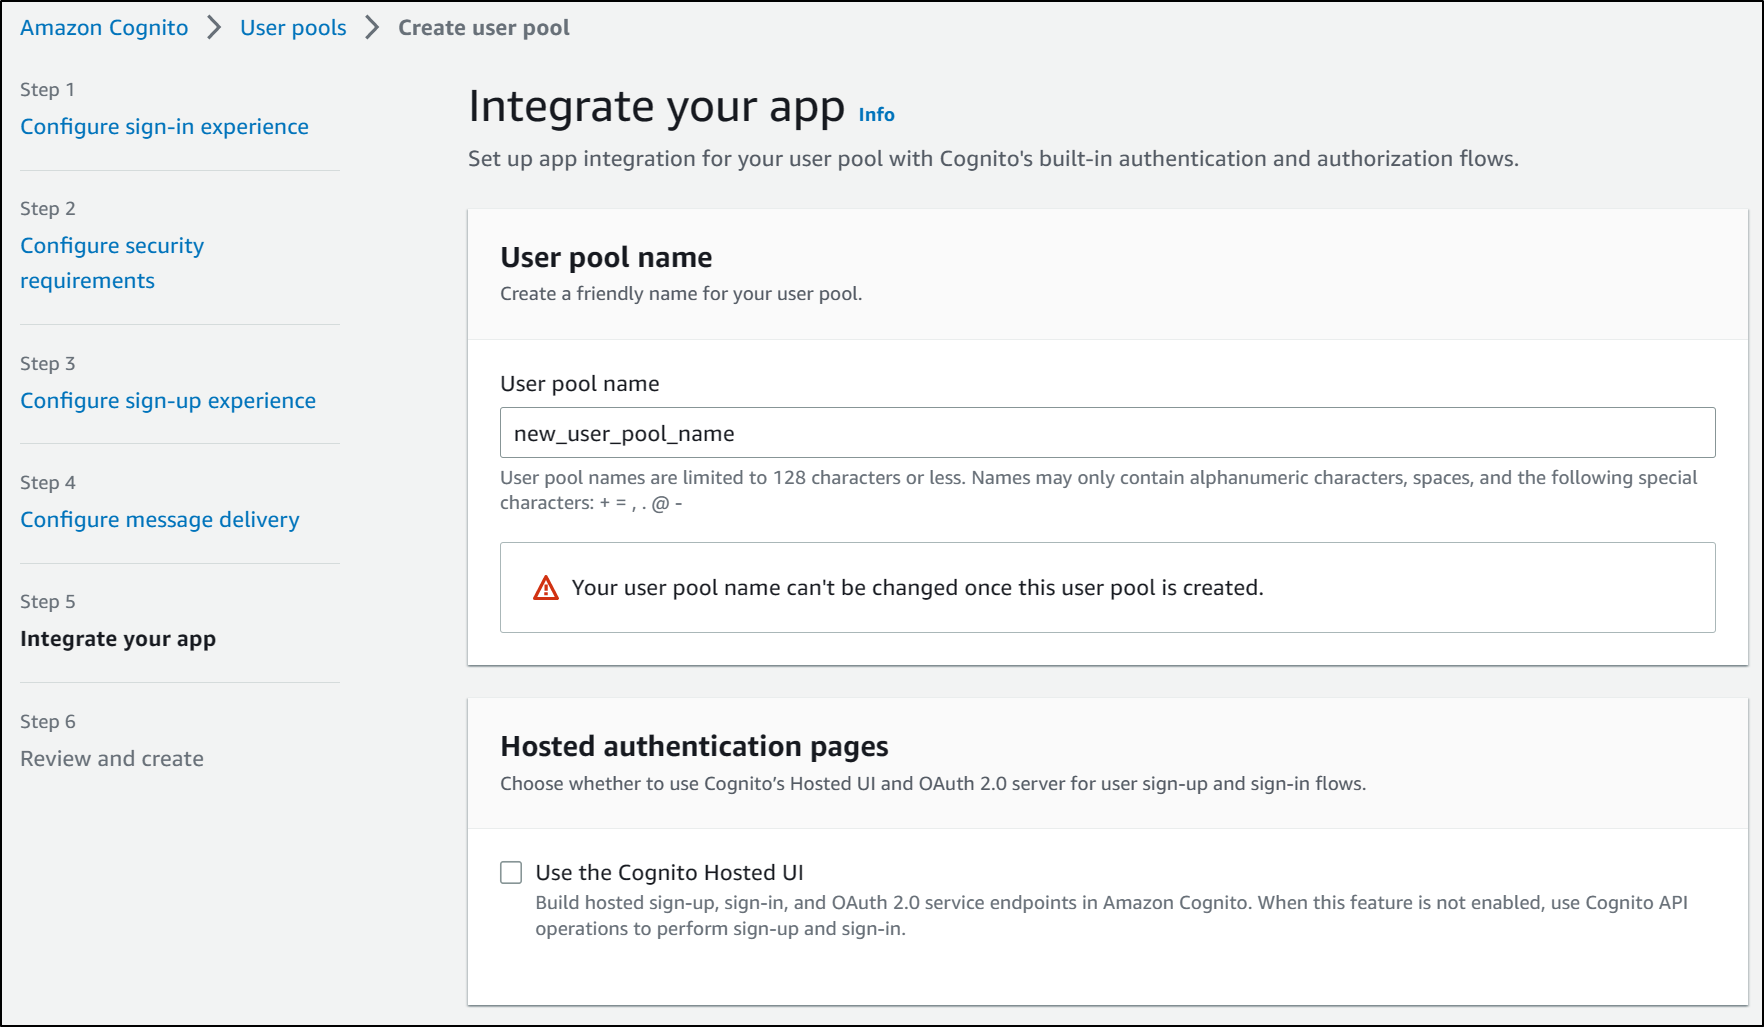 Amazon Cognito > User pools > Create user pool
Step 1
Configure sign-in experience
Step 2
Configure security
requirements
Step 3
Configure sign-up experience
Step 4
Configure message delivery
Step 5
Integrate your app
Step 6
Review and create
Integrate your app Info
Set up app integration for your user pool with Cognito's built-in authentication and authorization flows.
User pool name
Create a friendly name for your user pool.
User pool name
new_user_pool_name
User pool names are limited to 128 characters or less. Names may only contain alphanumeric characters, spaces, and the following special
characters: + = , . @ -
Your user pool name can't be changed once this user pool is created.
Hosted authentication pages
Choose whether to use Cognito’s Hosted UI and OAuth 2.0 server for user sign-up and sign-in flows.
Use the Cognito Hosted UI
Build hosted sign-up, sign-in, and OAuth 2.0 service endpoints in Amazon Cognito. When this feature is not enabled, use Cognito API
operations to perform sign-up and sign-in.